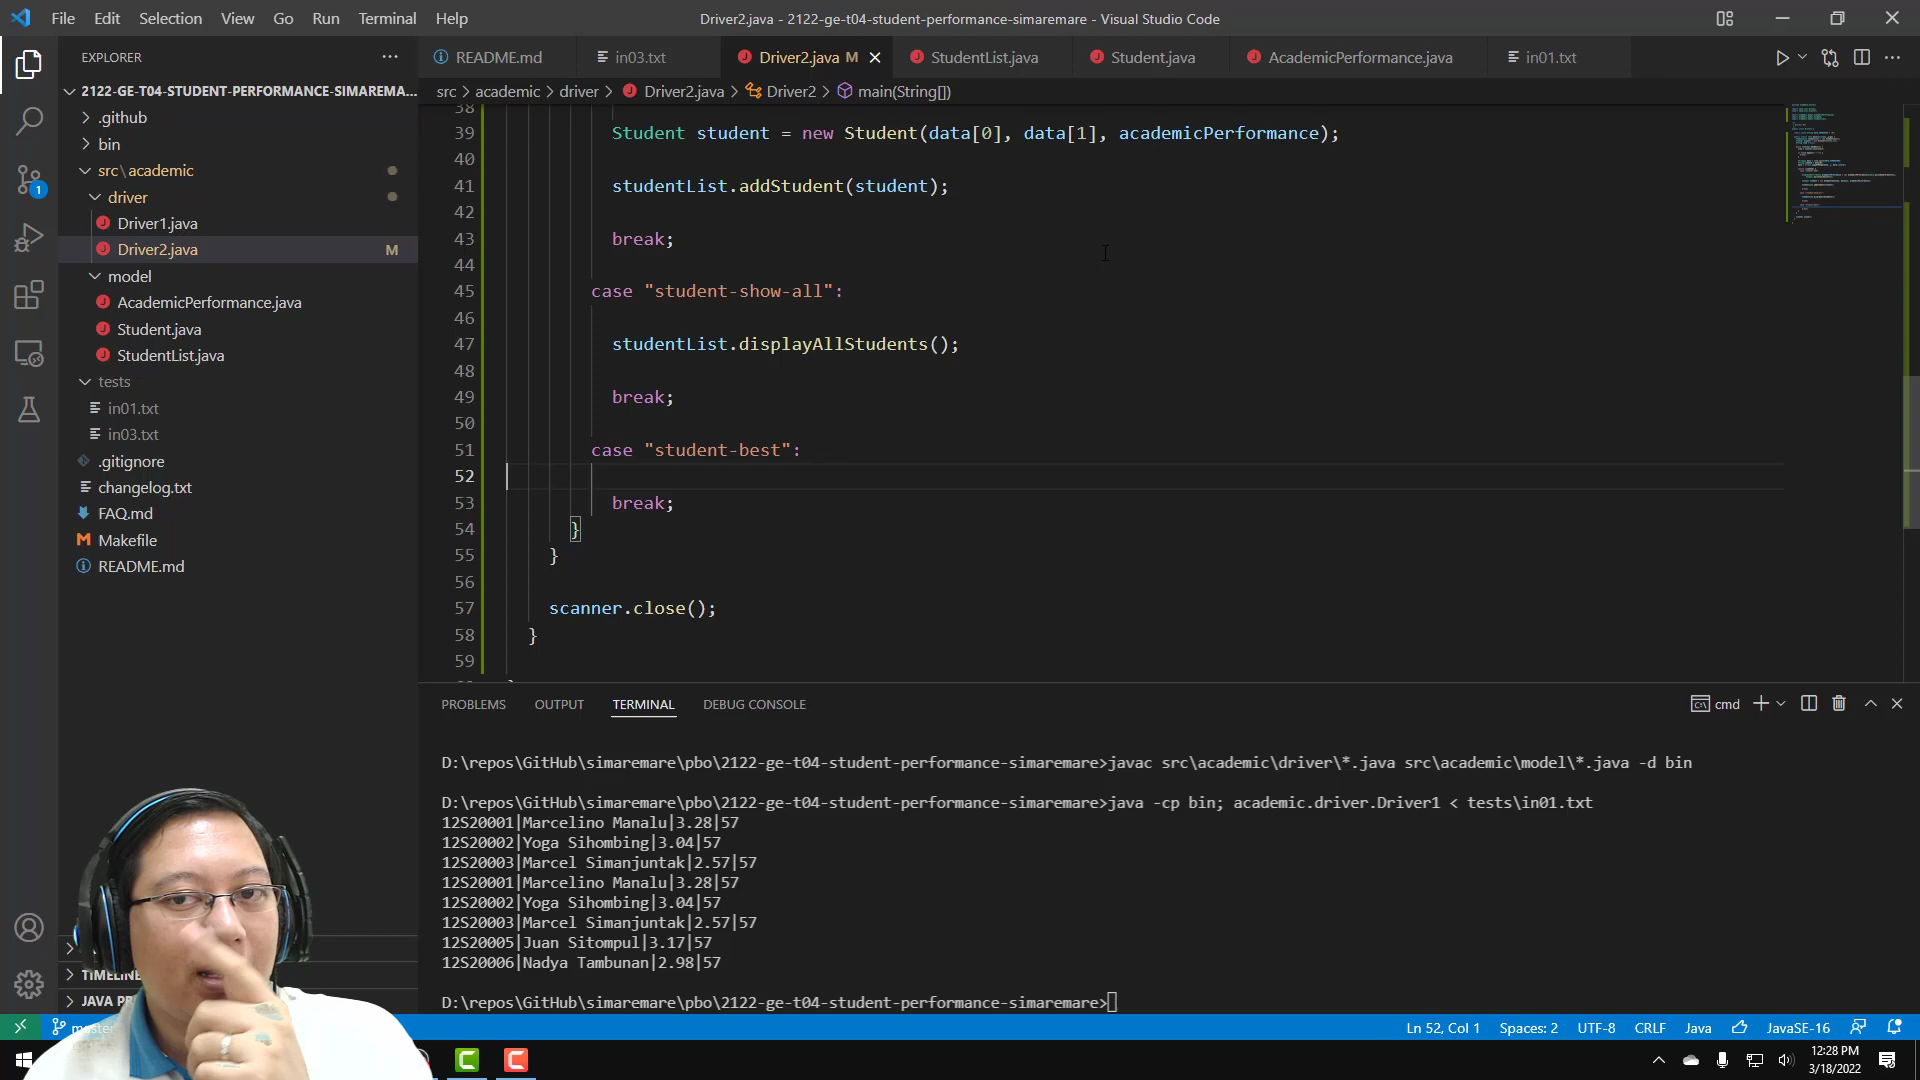 File Edit Selection View Go Run Terminal Help
Driver2.java - 2122-ge-t04-student-performance-simaremare - Visual Studio Code
EXPLORER
README.md in03.txt Driver2.java M StudentList.java Student.java AcademicPerformance.java in01.txt
src > academic > driver > Driver2.java > Driver2 > main(String[])
2122-GE-T04-STUDENT-PERFORMANCE-SIMAREMA...
.github
bin
src\academic
driver
Driver1.java
Driver2.java M
model
AcademicPerformance.java
Student.java
StudentList.java
tests
in01.txt
in03.txt
.gitignore
changelog.txt
FAQ.md
Makefile
README.md
TIMELINE
JAVA PR
1
38
39 Student student = new Student(data[0], data[1], academicPerformance);
40
41 studentList.addStudent(student);
42
43 break;
44
45 case "student-show-all":
46
47 studentList.displayAllStudents();
48
49 break;
50
51 case "student-best":
52
53 break;
54 }
55 }
56
57 scanner.close();
58 }
59
PROBLEMS OUTPUT TERMINAL DEBUG CONSOLE
cmd
D:\repos\GitHub\simaremare\pbo\2122-ge-t04-student-performance-simaremare>javac src\academic\driver\*.java src\academic\model\*.java -d bin
D:\repos\GitHub\simaremare\pbo\2122-ge-t04-student-performance-simaremare>java -cp bin; academic.driver.Driver1 < tests\in01.txt
12S20001|Marcelino Manalu|3.28|57
12S20002|Yoga Sihombing|3.04|57
12S20003|Marcel Simanjuntak|2.57|57
12S20001|Marcelino Manalu|3.28|57
12S20002|Yoga Sihombing|3.04|57
12S20003|Marcel Simanjuntak|2.57|57
12S20005|Juan Sitompul|3.17|57
12S20006|Nadya Tambunan|2.98|57
D:\repos\GitHub\simaremare\pbo\2122-ge-t04-student-performance-simaremare>
Ln 52, Col 1 Spaces: 2 UTF-8 CRLF Java JavaSE-16
12:28 PM
3/18/2022